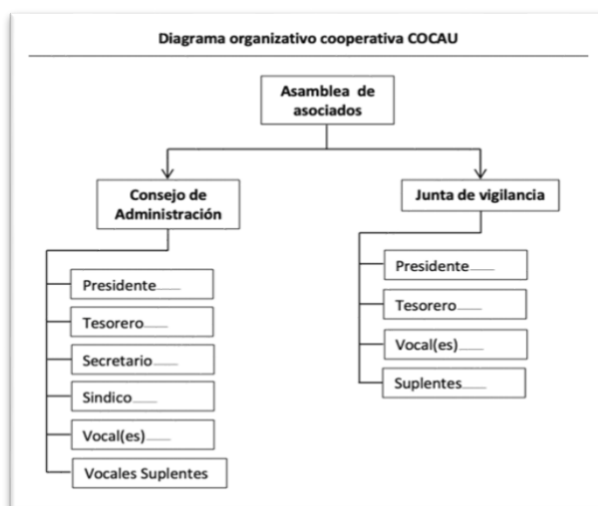 Diagrama organizativo cooperativa COCAU
Asamblea de
asociados
Consejo de
Administración
Junta de vigilancia
Presidente......
Tesorero......
Secretario......
Sindico......
Vocal(es)......
Vocales Suplentes
Presidente......
Tesorero......
Vocal(es)......
Suplentes......